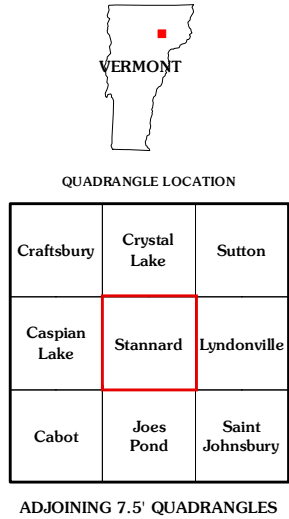 VERMONT
QUADRANGLE LOCATION
Craftsbury
Crystal
Lake
Sutton
Caspian
Lake
Stannard
Lyndonville
Cabot
Joes
Pond
Saint
Johnsbury
ADJOINING 7.5' QUADRANGLES